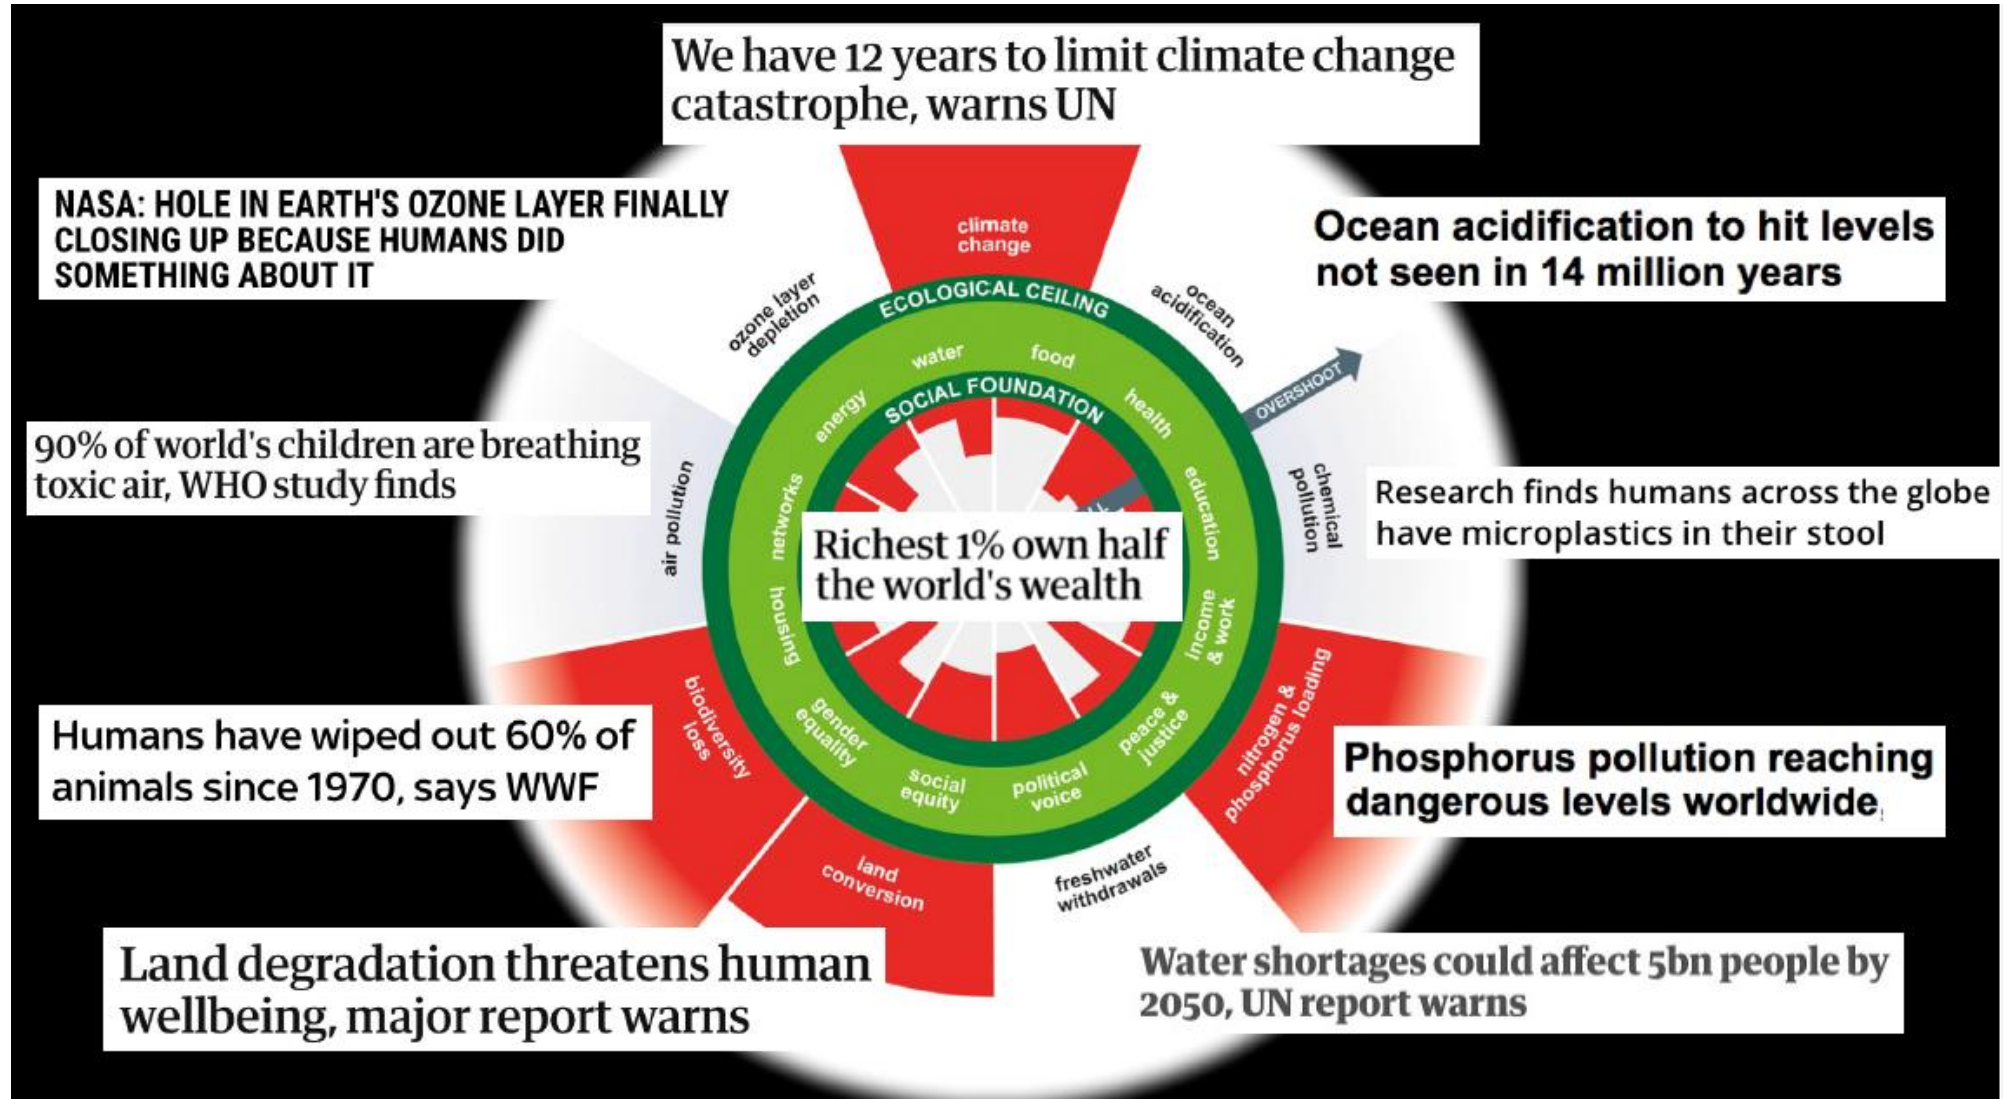 We have 12 years to limit climate change
catastrophe, warns UN
NASA: HOLE IN EARTH'S OZONE LAYER FINALLY
CLOSING UP BECAUSE HUMANS DID
SOMETHING ABOUT IT
Ocean acidification to hit levels
not seen in 14 million years
90% of world's children are breathing
toxic air, WHO study finds
Research finds humans across the globe
have microplastics in their stool
Richest 1% own half
the world's wealth
Humans have wiped out 60% of
animals since 1970, says WWF
Phosphorus pollution reaching
dangerous levels worldwide
Land degradation threatens human
wellbeing, major report warns
Water shortages could affect 5bn people by
2050, UN report warns
climate
change
ocean
acidification
chemical
pollution
nitrogen &
phosphorus loading
freshwater
withdrawals
land
conversion
biodiversity
loss
air pollution
ozone layer
depletion
ECOLOGICAL CEILING
OVERSHOOT
water
food
health
education
income
& work
peace &
justice
political
voice
social
equity
gender
equality
housing
networks
energy
SOCIAL FOUNDATION